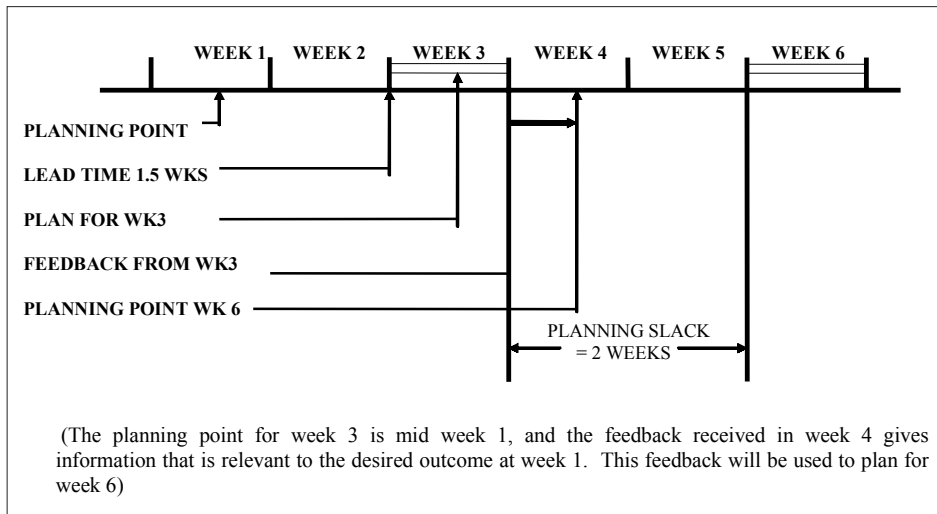 WEEK 1 WEEK 2 WEEK 3 WEEK 4 WEEK 5 WEEK 6
PLANNING POINT
LEAD TIME 1.5 WKS
PLAN FOR WK3
FEEDBACK FROM WK3
PLANNING POINT WK 6
PLANNING SLACK
= 2 WEEKS
(The planning point for week 3 is mid week 1, and the feedback received in week 4 gives
information that is relevant to the desired outcome at week 1. This feedback will be used to plan for
week 6)